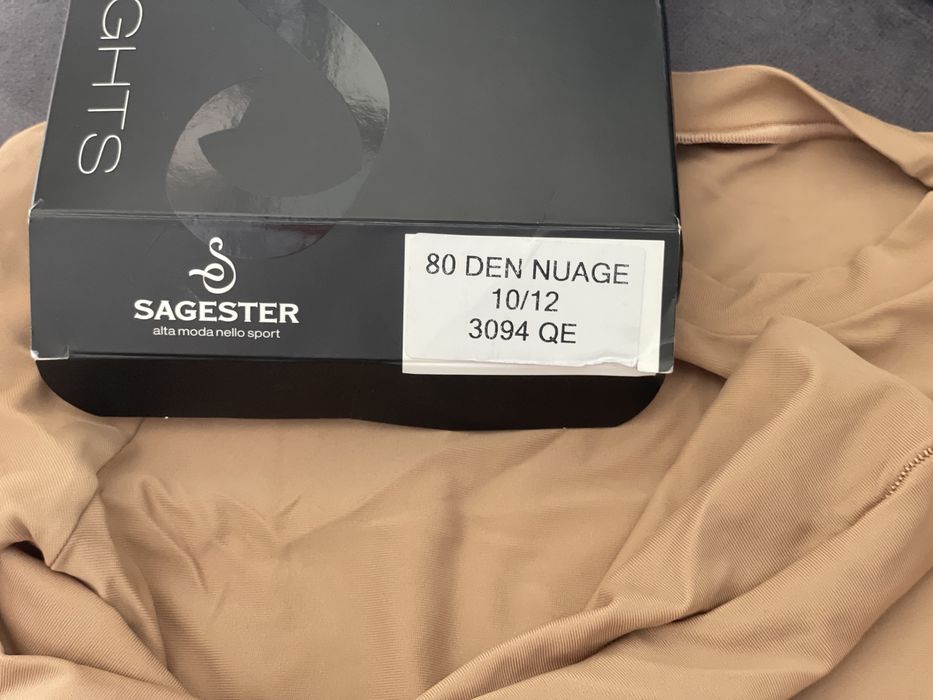 GHTS
SAGESTER
alta moda nello sport
80 DEN NUAGE
10/12
3094 QE